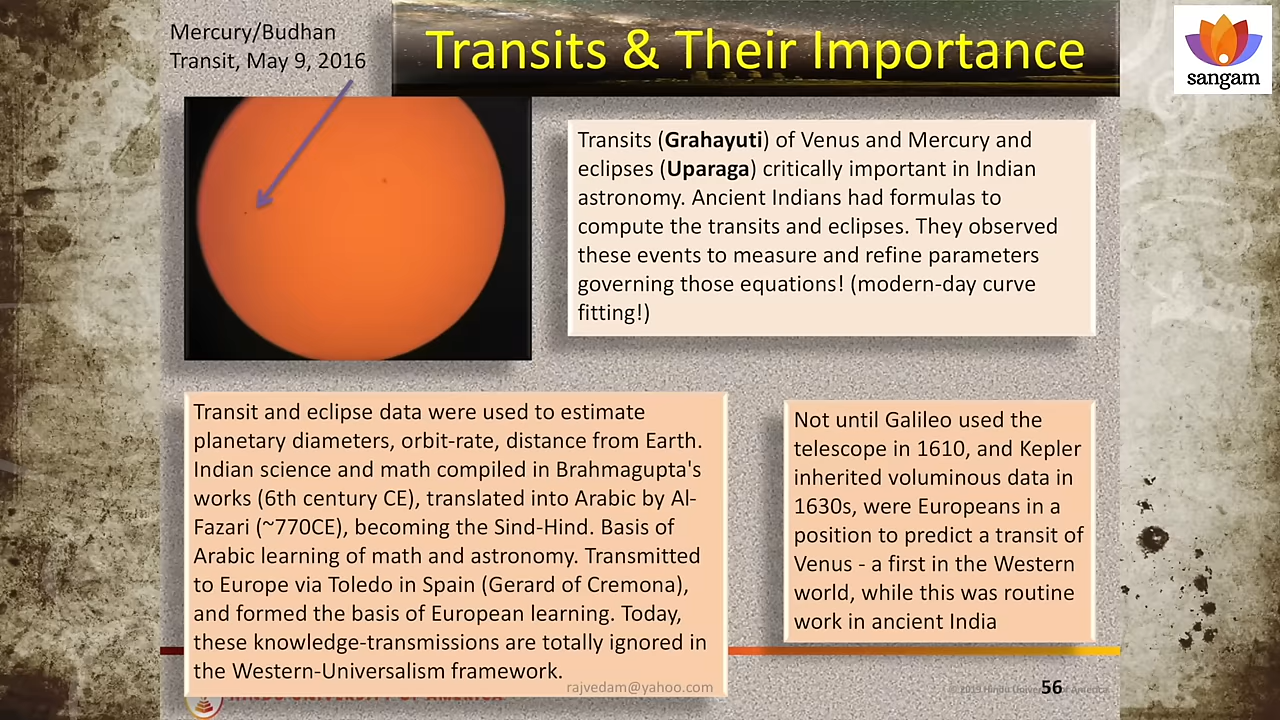 Mercury/Budhan
Transit, May 9, 2016
Transits & Their Importance
sangam
Transits (Grahayuti) of Venus and Mercury and
eclipses (Uparaga) critically important in Indian
astronomy. Ancient Indians had formulas to
compute the transits and eclipses. They observed
these events to measure and refine parameters
governing those equations! (modern-day curve
fitting!)
Transit and eclipse data were used to estimate
planetary diameters, orbit-rate, distance from Earth.
Indian science and math compiled in Brahmagupta's
works (6th century CE), translated into Arabic by Al-
Fazari (~770CE), becoming the Sind-Hind. Basis of
Arabic learning of math and astronomy. Transmitted
to Europe via Toledo in Spain (Gerard of Cremona),
and formed the basis of European learning. Today,
these knowledge-transmissions are totally ignored in
the Western-Universalism framework.
Not until Galileo used the
telescope in 1610, and Kepler
inherited voluminous data in
1630s, were Europeans in a
position to predict a transit of
Venus - a first in the Western
world, while this was routine
work in ancient India
rajvedam@yahoo.com
© 2019 Hindu University of America
56